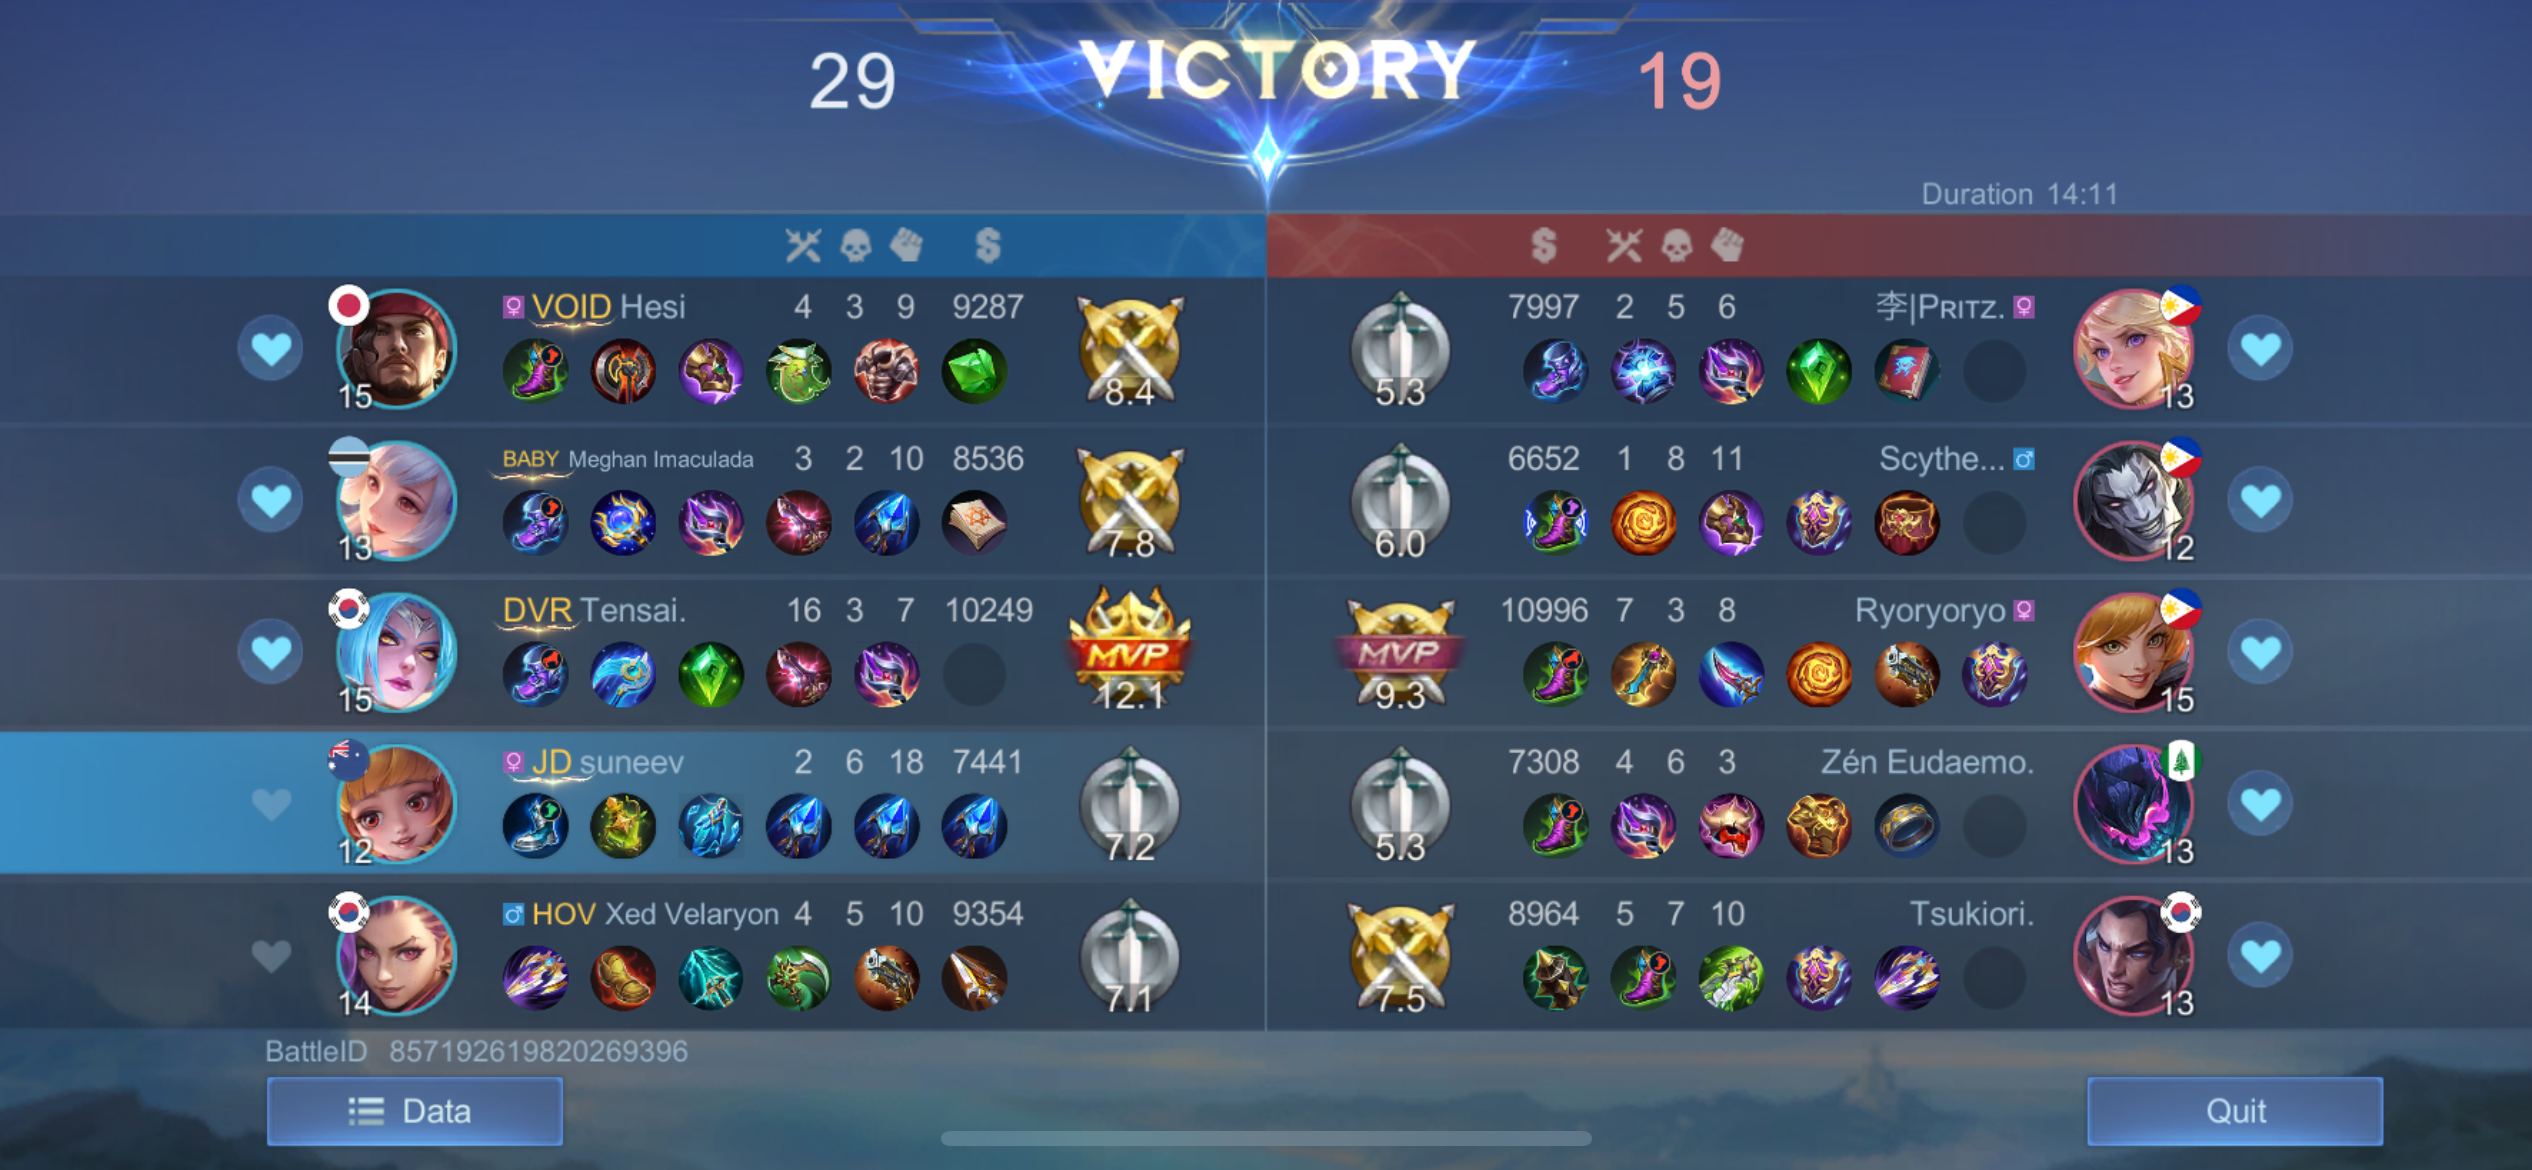 29 VICTORY 19
Duration 14:11
VOID Hesi 4 3 9 9287
15 8.4
5.3 7997 2 5 6 李|PRITZ.
13
BABY Meghan Imaculada 3 2 10 8536
13 7.8
6.0 6652 1 8 11 Scythe...
12
DVR Tensai. 16 3 7 10249
15 MVP 12.1
MVP 9.3 10996 7 3 8 Ryoryoryo
15
JD suneev 2 6 18 7441
12 7.2
5.3 7308 4 6 3 Zén Eudaemo.
13
HOV Xed Velaryon 4 5 10 9354
14 7.1
7.5 8964 5 7 10 Tsukiori.
13
BattleID 857192619820269396
Data
Quit